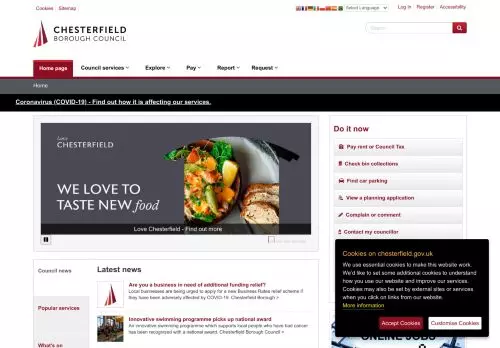 Cookies Sitemap
Select Language
Log in Register Accessibility
CHESTERFIELD
BOROUGH COUNCIL
Search
Home page Council services Explore Pay Report Request
Home
Coronavirus (COVID-19) - Find out how it is affecting our services.
Love
CHESTERFIELD
WE LOVE TO
TASTE NEW food
Love Chesterfield - Find out more
Do it now
Pay rent or Council Tax
Check bin collections
Find car parking
View a planning application
Complain or comment
Contact my councillor
Council news
Popular services
What's on
Latest news
Are you a business in need of additional funding relief?
Local businesses are being urged to apply for a new Business Rates relief scheme if
they have been adversely affected by COVID-19. Chesterfield Borough >
Innovative swimming programme picks up national award
An innovative swimming programme which supports local people who have had cancer
has been recognised with a national award. Chesterfield Borough Council >
Cookies on chesterfield.gov.uk
We use essential cookies to make this website work.
We'd like to set some additional cookies to understand
how you use our website and improve our services.
Cookies may also be set by external sites or services
when you click on links from our website.
More information
Accept Cookies Customise Cookies
ONLINE JOBS